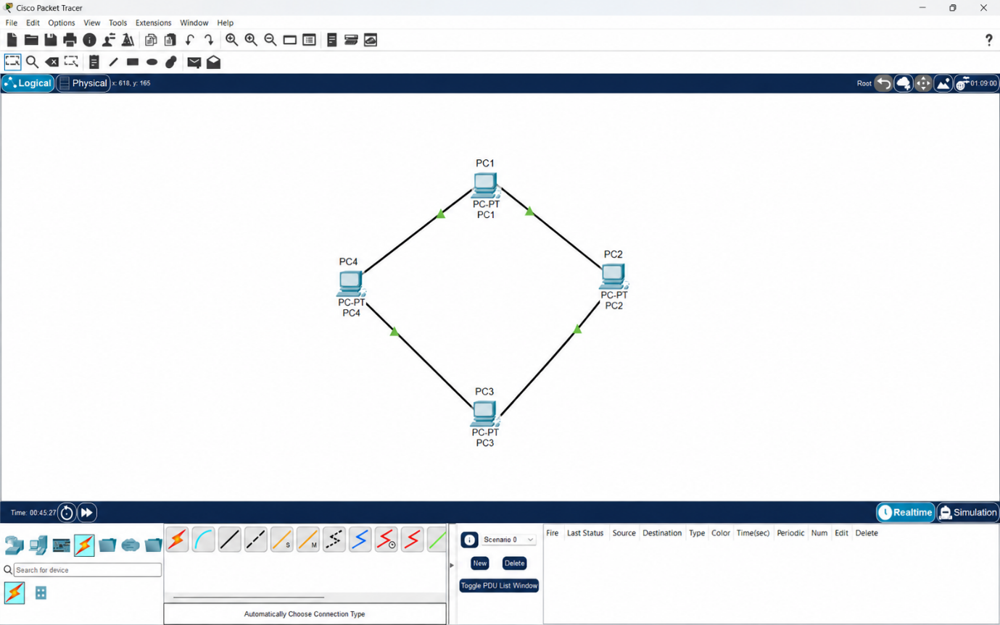 Cisco Packet Tracer
File Edit Options View Tools Extensions Window Help
?
Logical Physical x: 618, y: 165 Root 01:09:00
PC1
PC-PT
PC1
PC4
PC-PT
PC4
PC2
PC-PT
PC2
PC3
PC-PT
PC3
Time: 00:45:27 Realtime Simulation
S M
Scenario 0
New Delete
Toggle PDU List Window
Fire Last Status Source Destination Type Color Time(sec) Periodic Num Edit Delete
Search for device
Automatically Choose Connection Type